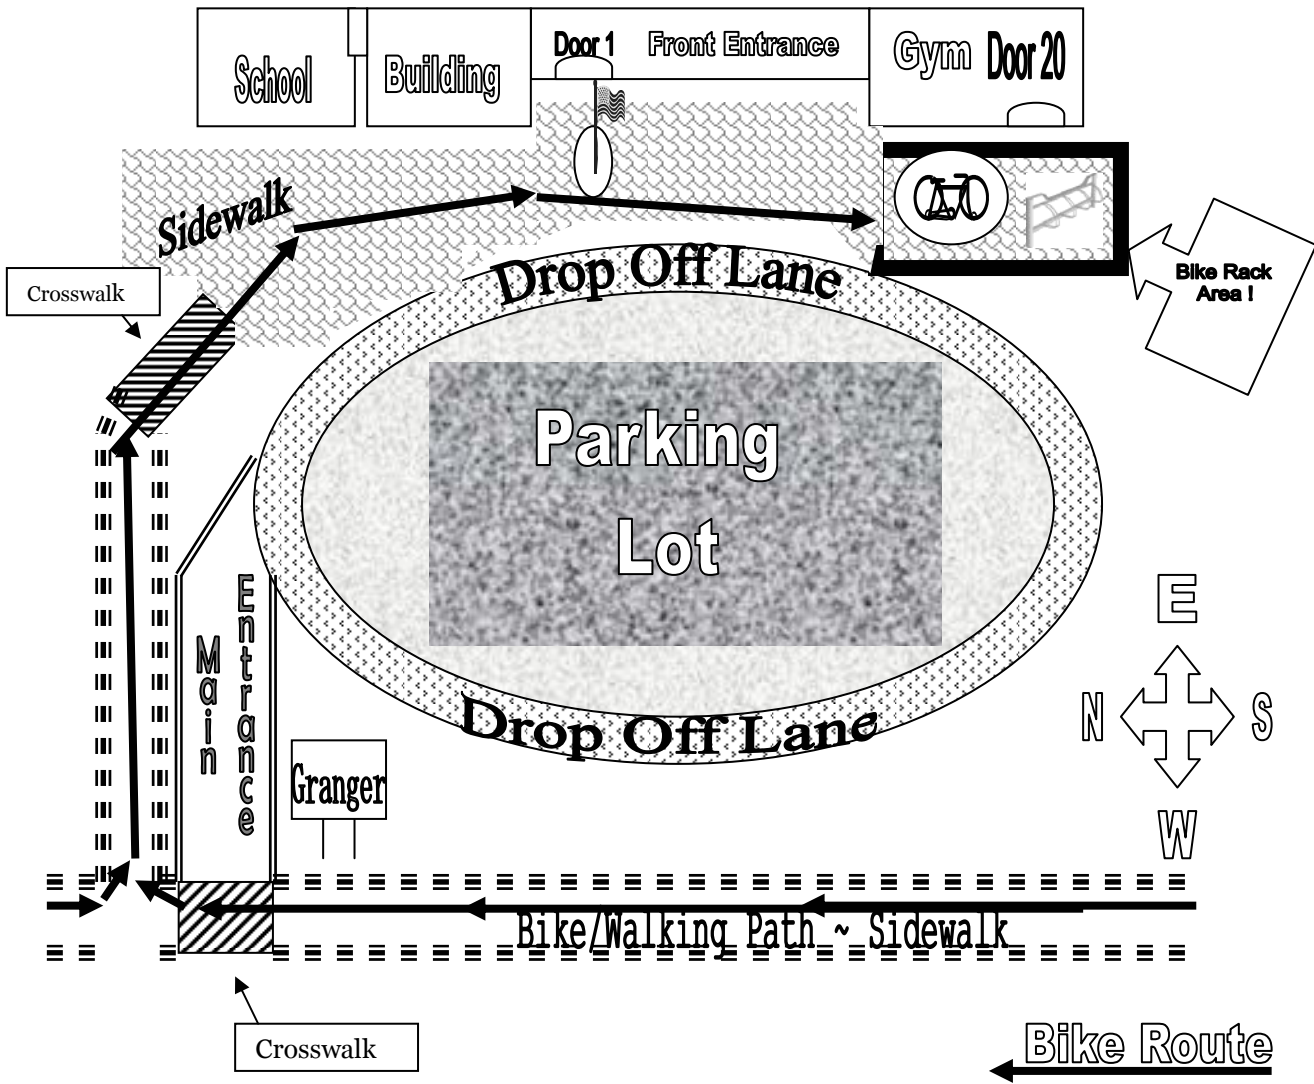 School
Building
Door 1
Front Entrance
Gym
Door 20
Sidewalk
Crosswalk
Drop Off Lane
Bike Rack
Area !
Parking
Lot
Main
Entrance
E
N
S
W
Drop Off Lane
Granger
Bike/Walking Path ~ Sidewalk
Crosswalk
Bike Route